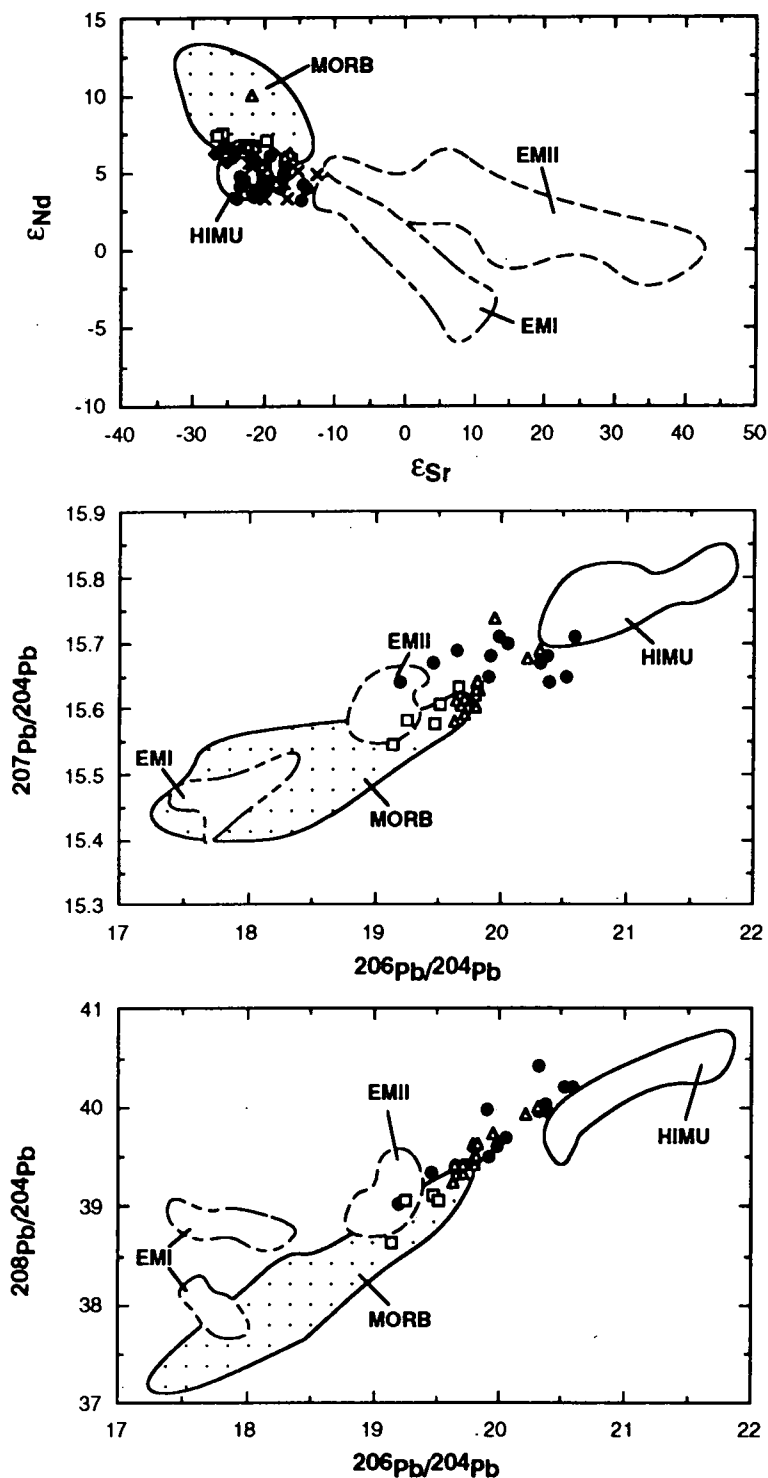 15
10
5
0
-5
-10
εNd
MORB
HIMU
EMII
EMI
-40 -30 -20 -10 0 10 20 30 40 50
εSr
15.9
15.8
15.7
15.6
15.5
15.4
15.3
207Pb/204Pb
EMII
HIMU
EMI
MORB
17 18 19 20 21 22
206Pb/204Pb
41
40
39
38
37
208Pb/204Pb
EMII
HIMU
EMI
MORB
17 18 19 20 21 22
206Pb/204Pb